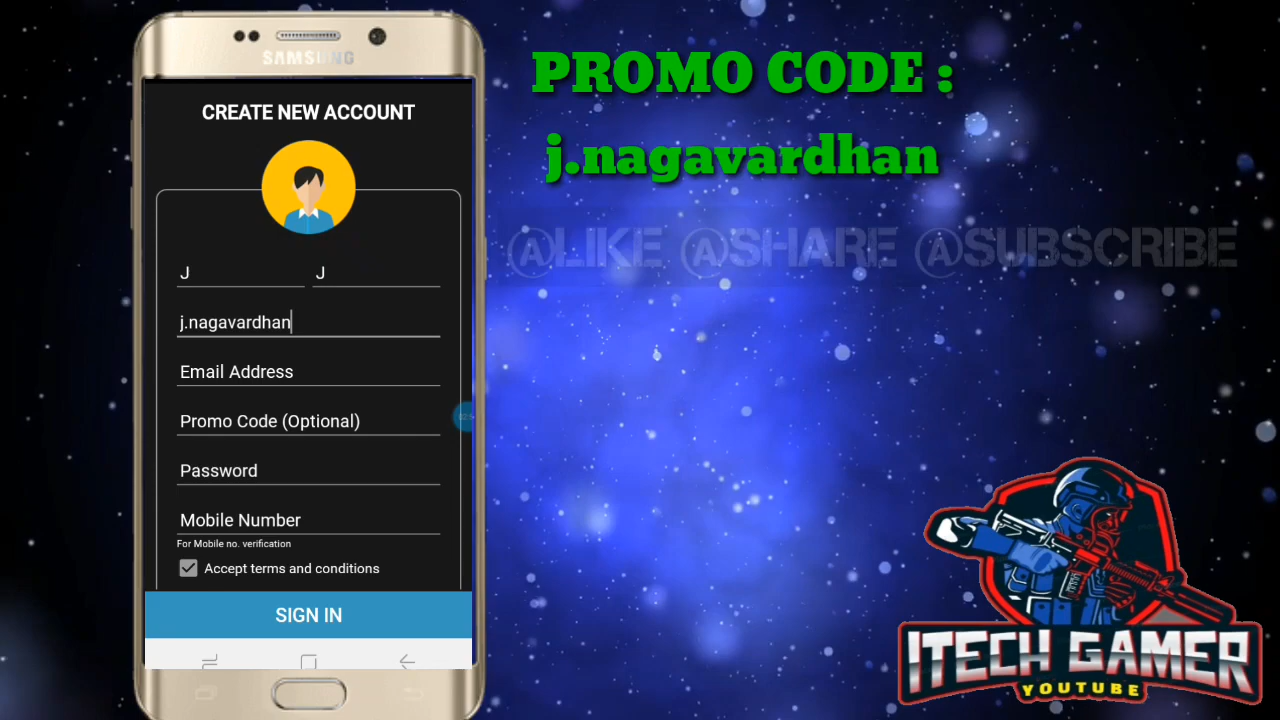 SAMSUNG
CREATE NEW ACCOUNT
J J
j.nagavardhan
Email Address
Promo Code (Optional)
Password
Mobile Number
For Mobile no. verification
Accept terms and conditions
SIGN IN
PROMO CODE :
j.nagavardhan
@LIKE @SHARE @SUBSCRIBE
ITECH GAMER
YOUTUBE